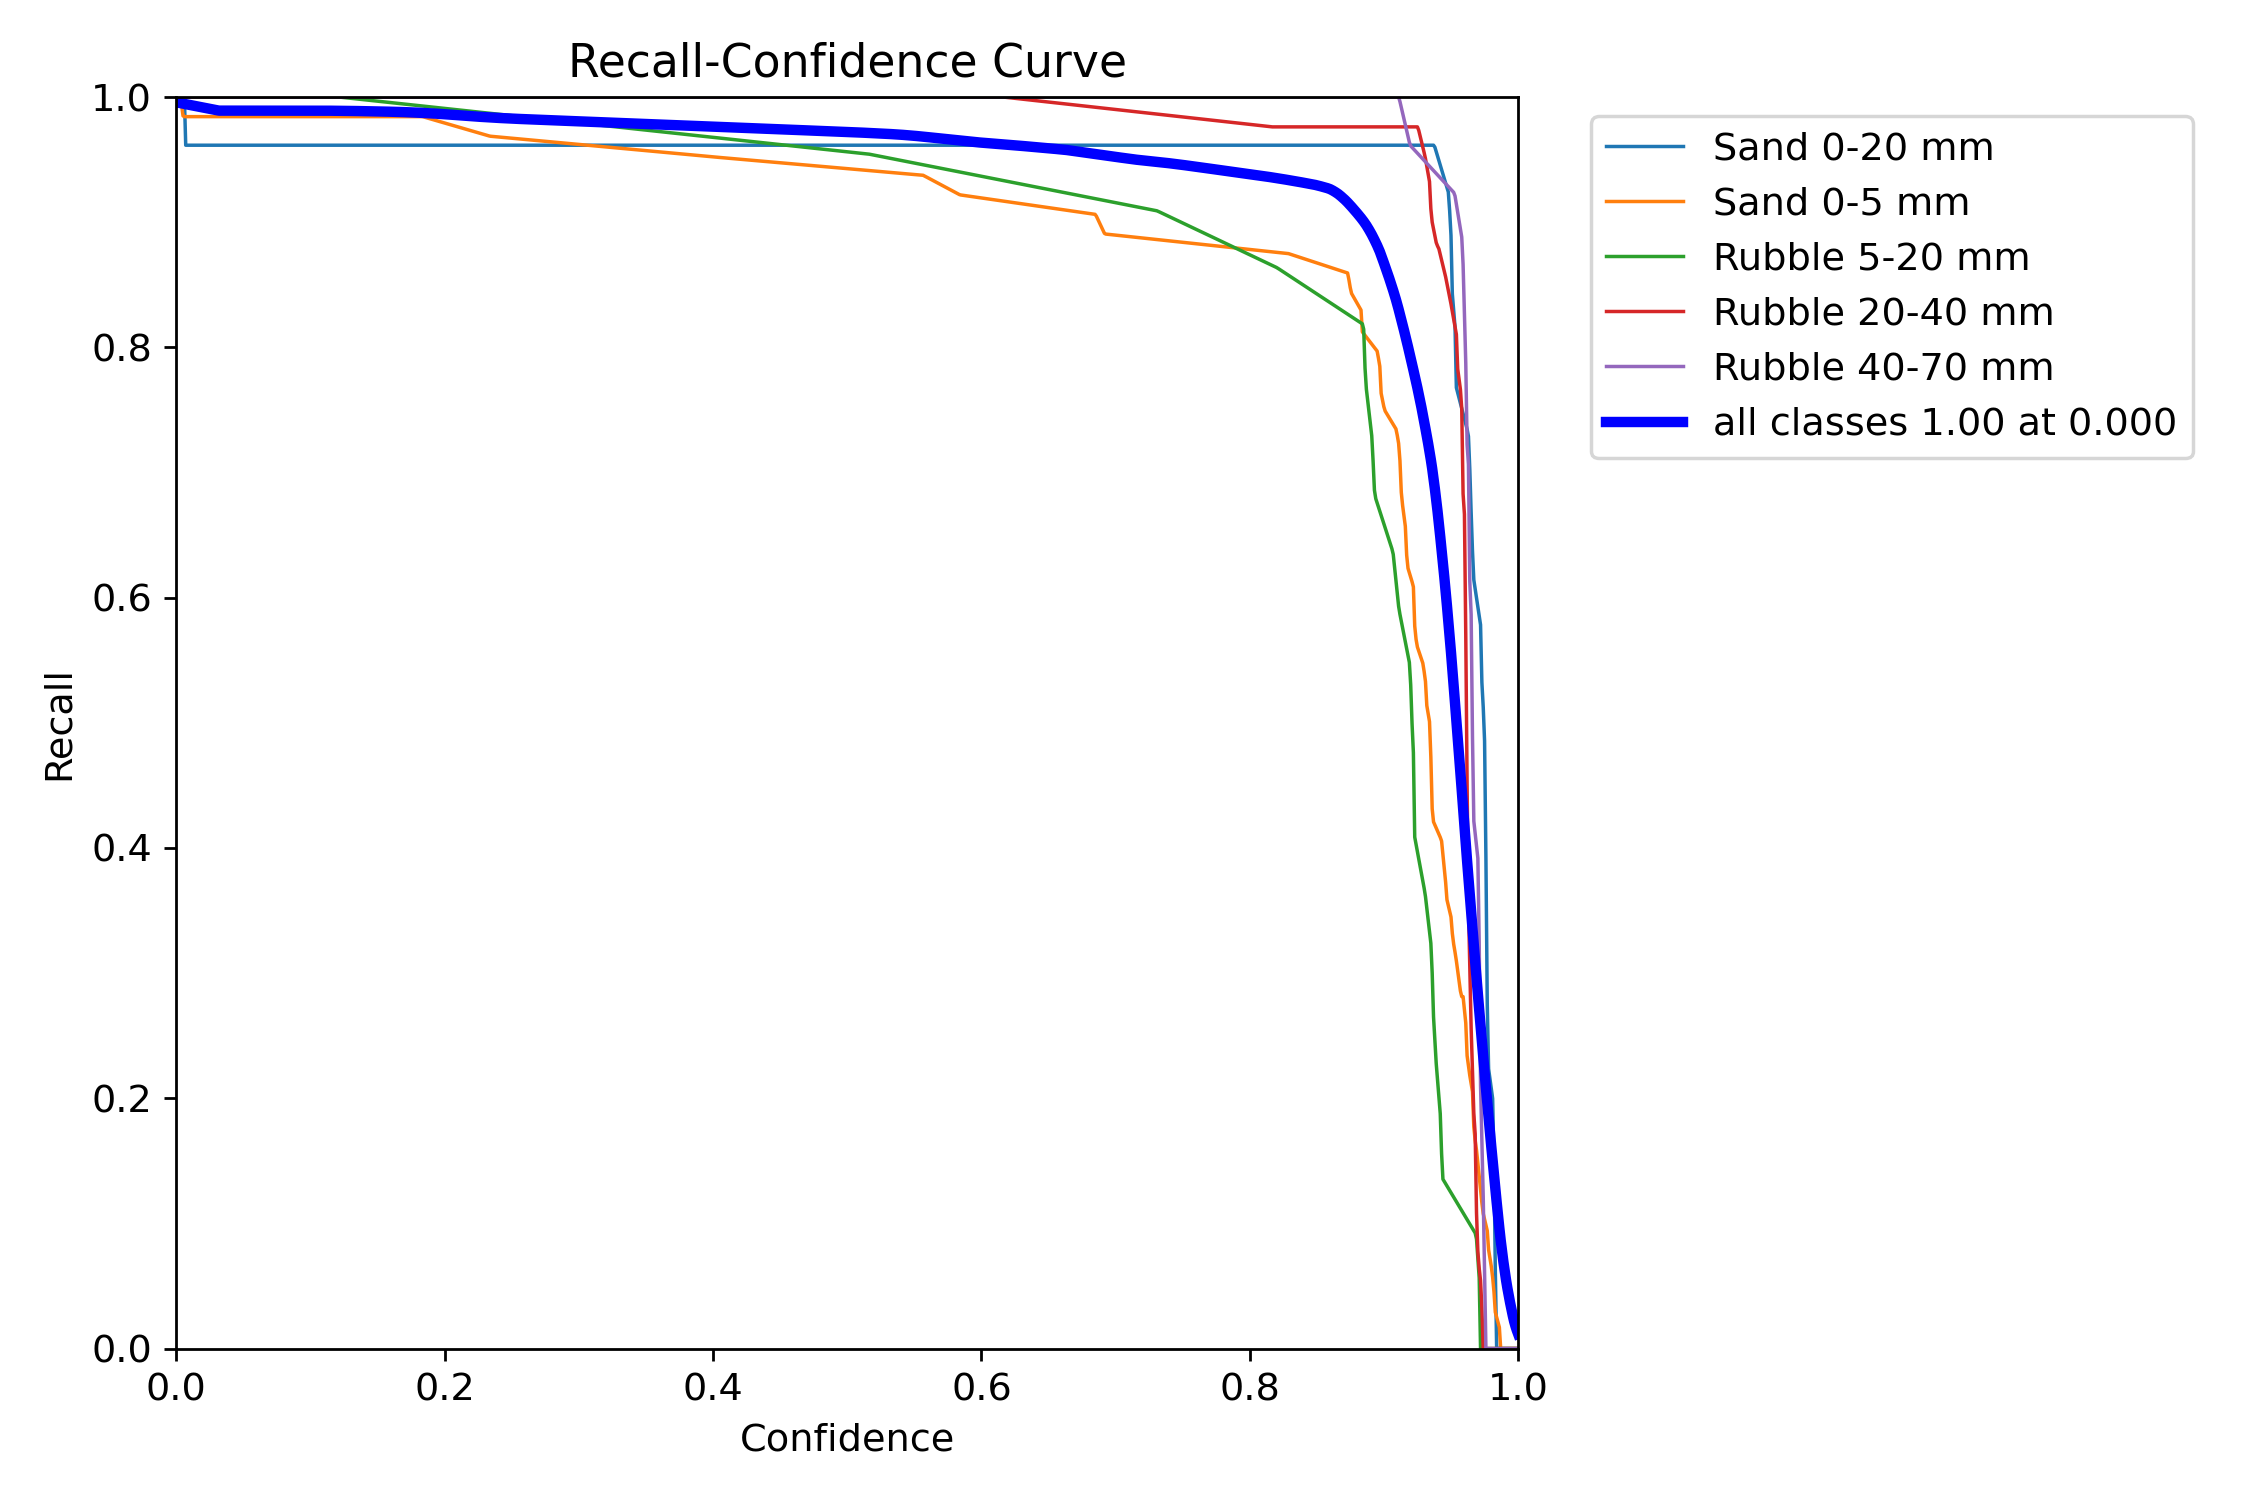 Recall-Confidence Curve
1.0
0.8
0.6
0.4
0.2
0.0
Recall
0.0 0.2 0.4 0.6 0.8 1.0
Confidence
Sand 0-20 mm
Sand 0-5 mm
Rubble 5-20 mm
Rubble 20-40 mm
Rubble 40-70 mm
all classes 1.00 at 0.000